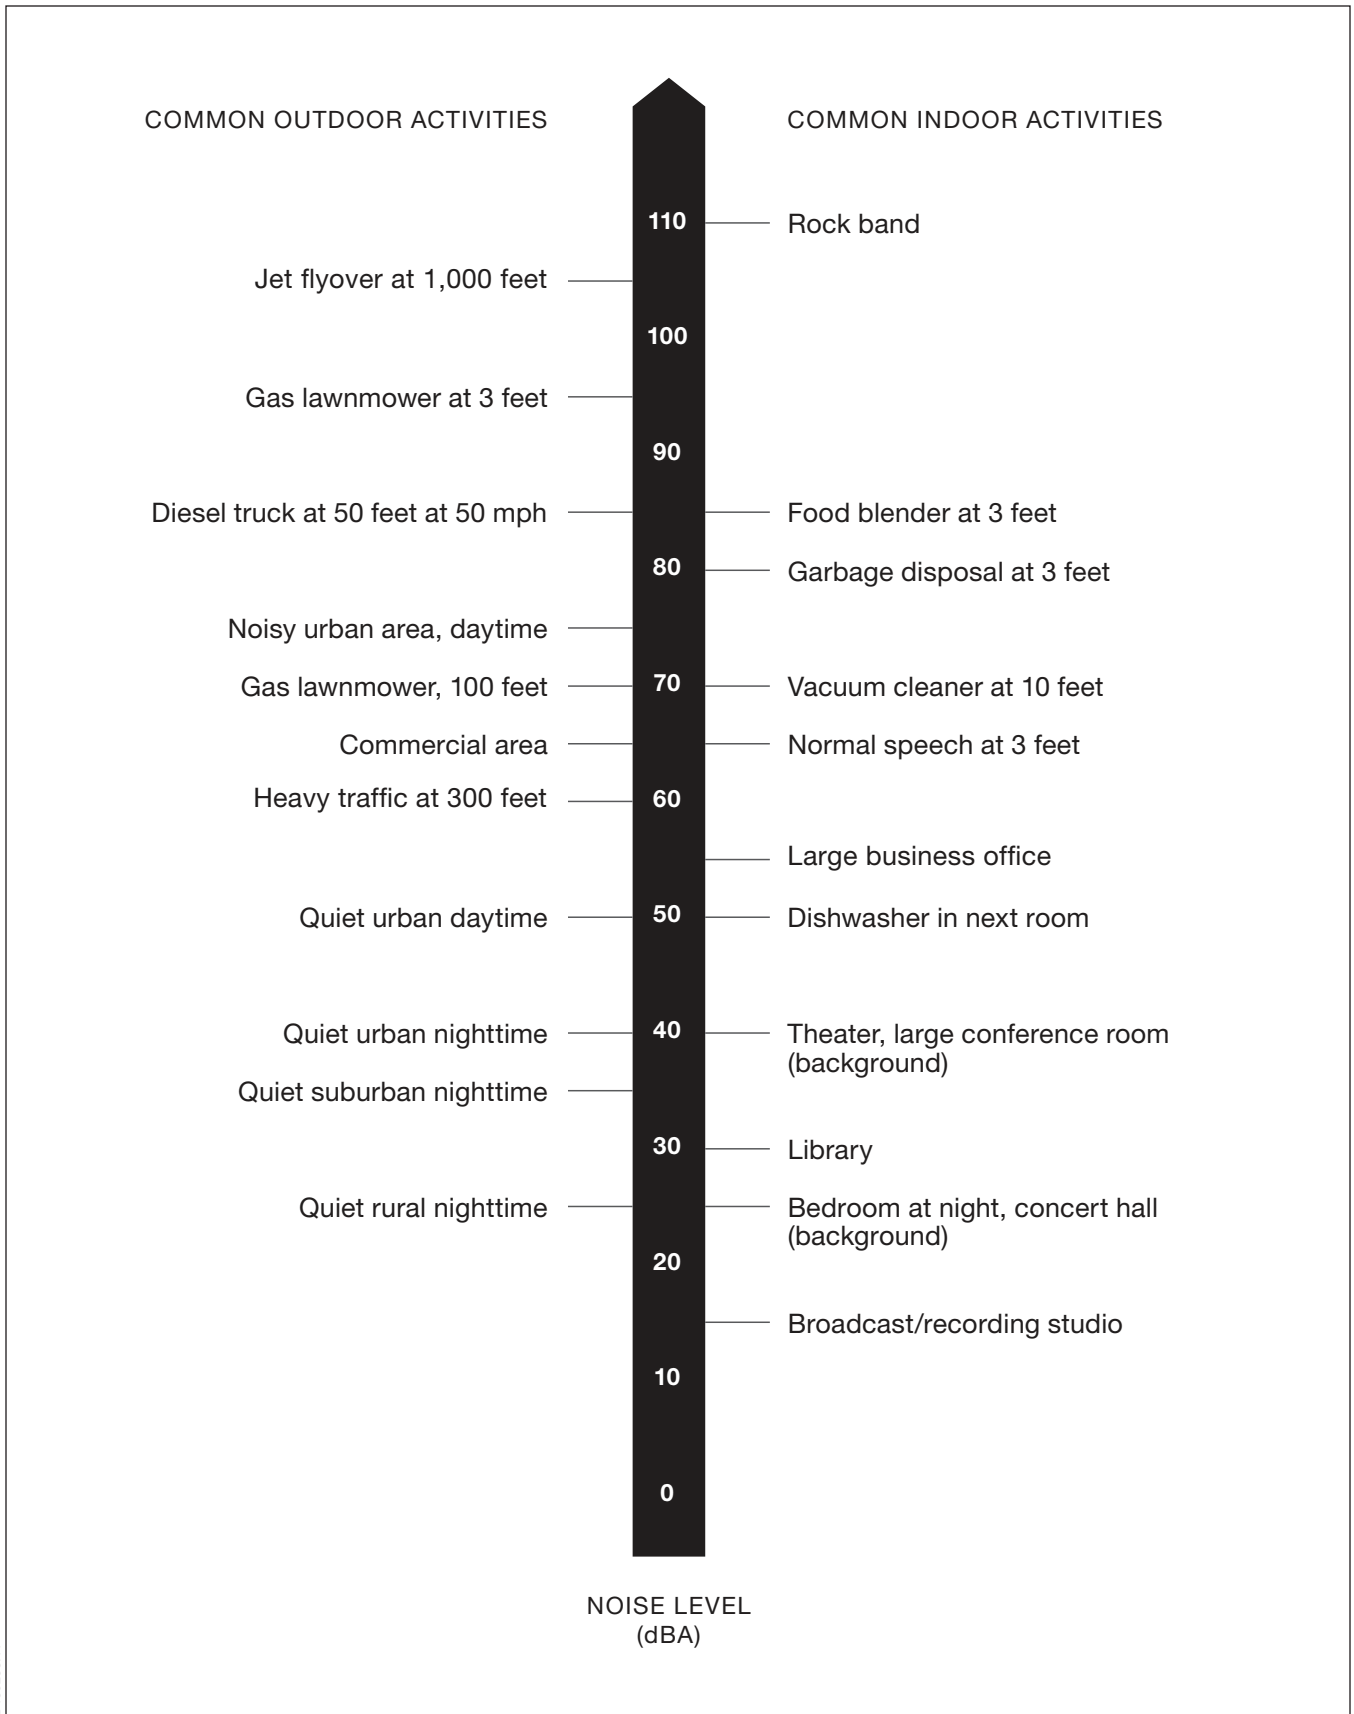 COMMON OUTDOOR ACTIVITIES
COMMON INDOOR ACTIVITIES
110
Rock band
Jet flyover at 1,000 feet
100
Gas lawnmower at 3 feet
90
Diesel truck at 50 feet at 50 mph
Food blender at 3 feet
80
Garbage disposal at 3 feet
Noisy urban area, daytime
Gas lawnmower, 100 feet
70
Vacuum cleaner at 10 feet
Commercial area
Normal speech at 3 feet
Heavy traffic at 300 feet
60
Large business office
Quiet urban daytime
50
Dishwasher in next room
Quiet urban nighttime
40
Theater, large conference room
(background)
Quiet suburban nighttime
30
Library
Quiet rural nighttime
Bedroom at night, concert hall
(background)
20
Broadcast/recording studio
10
0
NOISE LEVEL
(dBA)